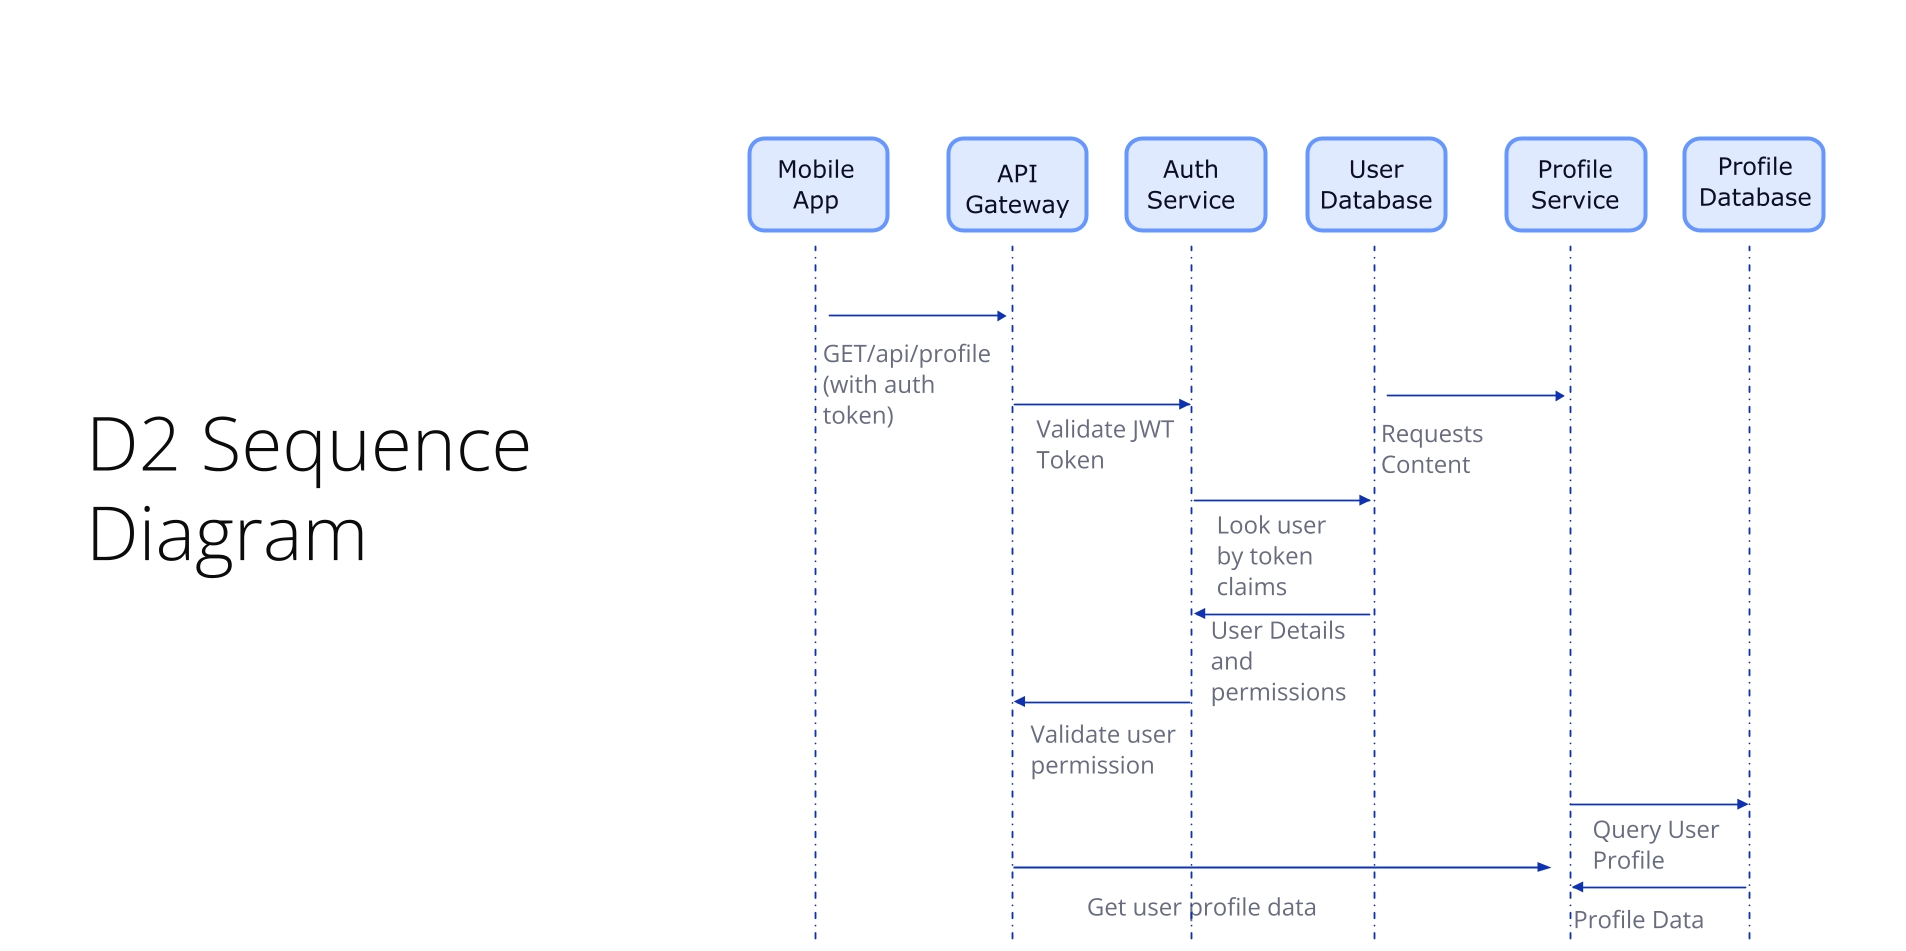 D2 Sequence
Diagram
Mobile
App
API
Gateway
Auth
Service
User
Database
Profile
Service
Profile
Database
GET/api/profile
(with auth
token)
Validate JWT
Token
Requests
Content
Look user
by token
claims
User Details
and
permissions
Validate user
permission
Query User
Profile
Get user profile data
Profile Data